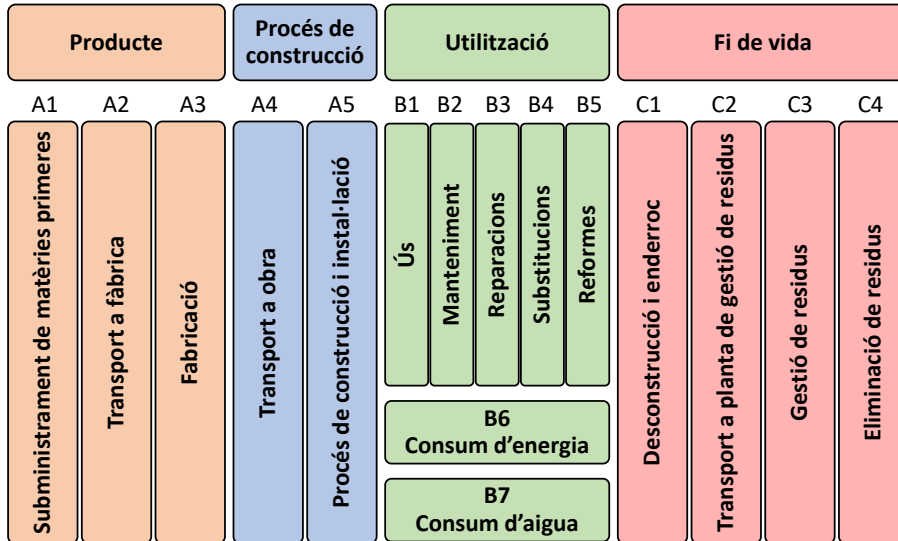 Producte
Procés de
construcció
Utilització
Fi de vida
A1 A2 A3 A4 A5 B1 B2 B3 B4 B5 C1 C2 C3 C4
Subministrament de matèries primeres
Transport a fàbrica
Fabricació
Transport a obra
Procés de construcció i instal·lació
Ús
Manteniment
Reparacions
Substitucions
Reformes
B6
Consum d’energia
B7
Consum d’aigua
Desconstrucció i enderroc
Transport a planta de gestió de residus
Gestió de residus
Eliminació de residus